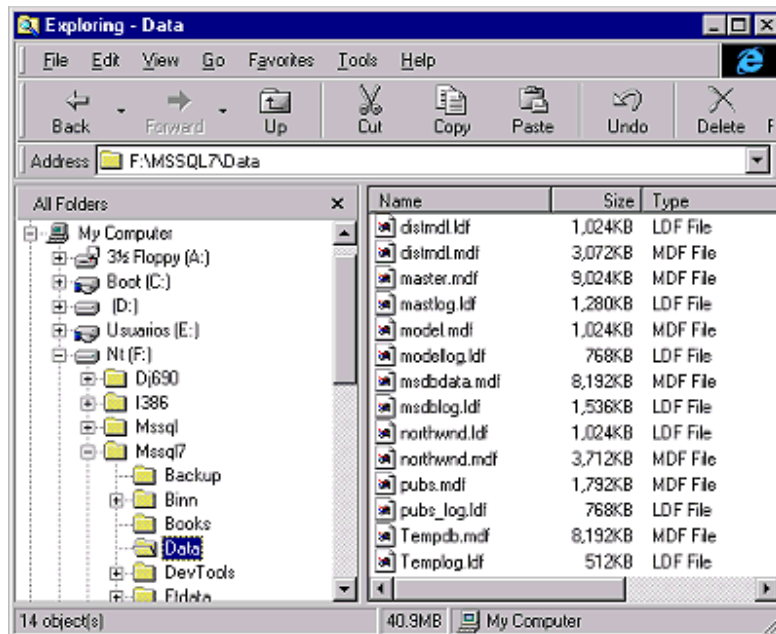 Exploring - Data
File Edit View Go Favorites Tools Help
Back Forward Up Cut Copy Paste Undo Delete F
Address F:\MSSQL7\Data
All Folders
My Computer
3½ Floppy (A:)
Boot (C:)
(D:)
Usuarios (E:)
Nt (F:)
Dj690
I386
Mssql
Mssql7
Backup
Binn
Books
Data
DevTools
Ftdata
Name Size Type
distmdl.ldf 1,024KB LDF File
distmdl.mdf 3,072KB MDF File
master.mdf 9,024KB MDF File
mastlog.ldf 1,280KB LDF File
model.mdf 1,024KB MDF File
modellog.ldf 768KB LDF File
msdbdata.mdf 8,192KB MDF File
msdblog.ldf 1,536KB LDF File
northwnd.ldf 1,024KB LDF File
northwnd.mdf 3,712KB MDF File
pubs.mdf 1,792KB MDF File
pubs_log.ldf 768KB LDF File
Tempdb.mdf 8,192KB MDF File
Templog.ldf 512KB LDF File
14 object(s) 40.9MB My Computer